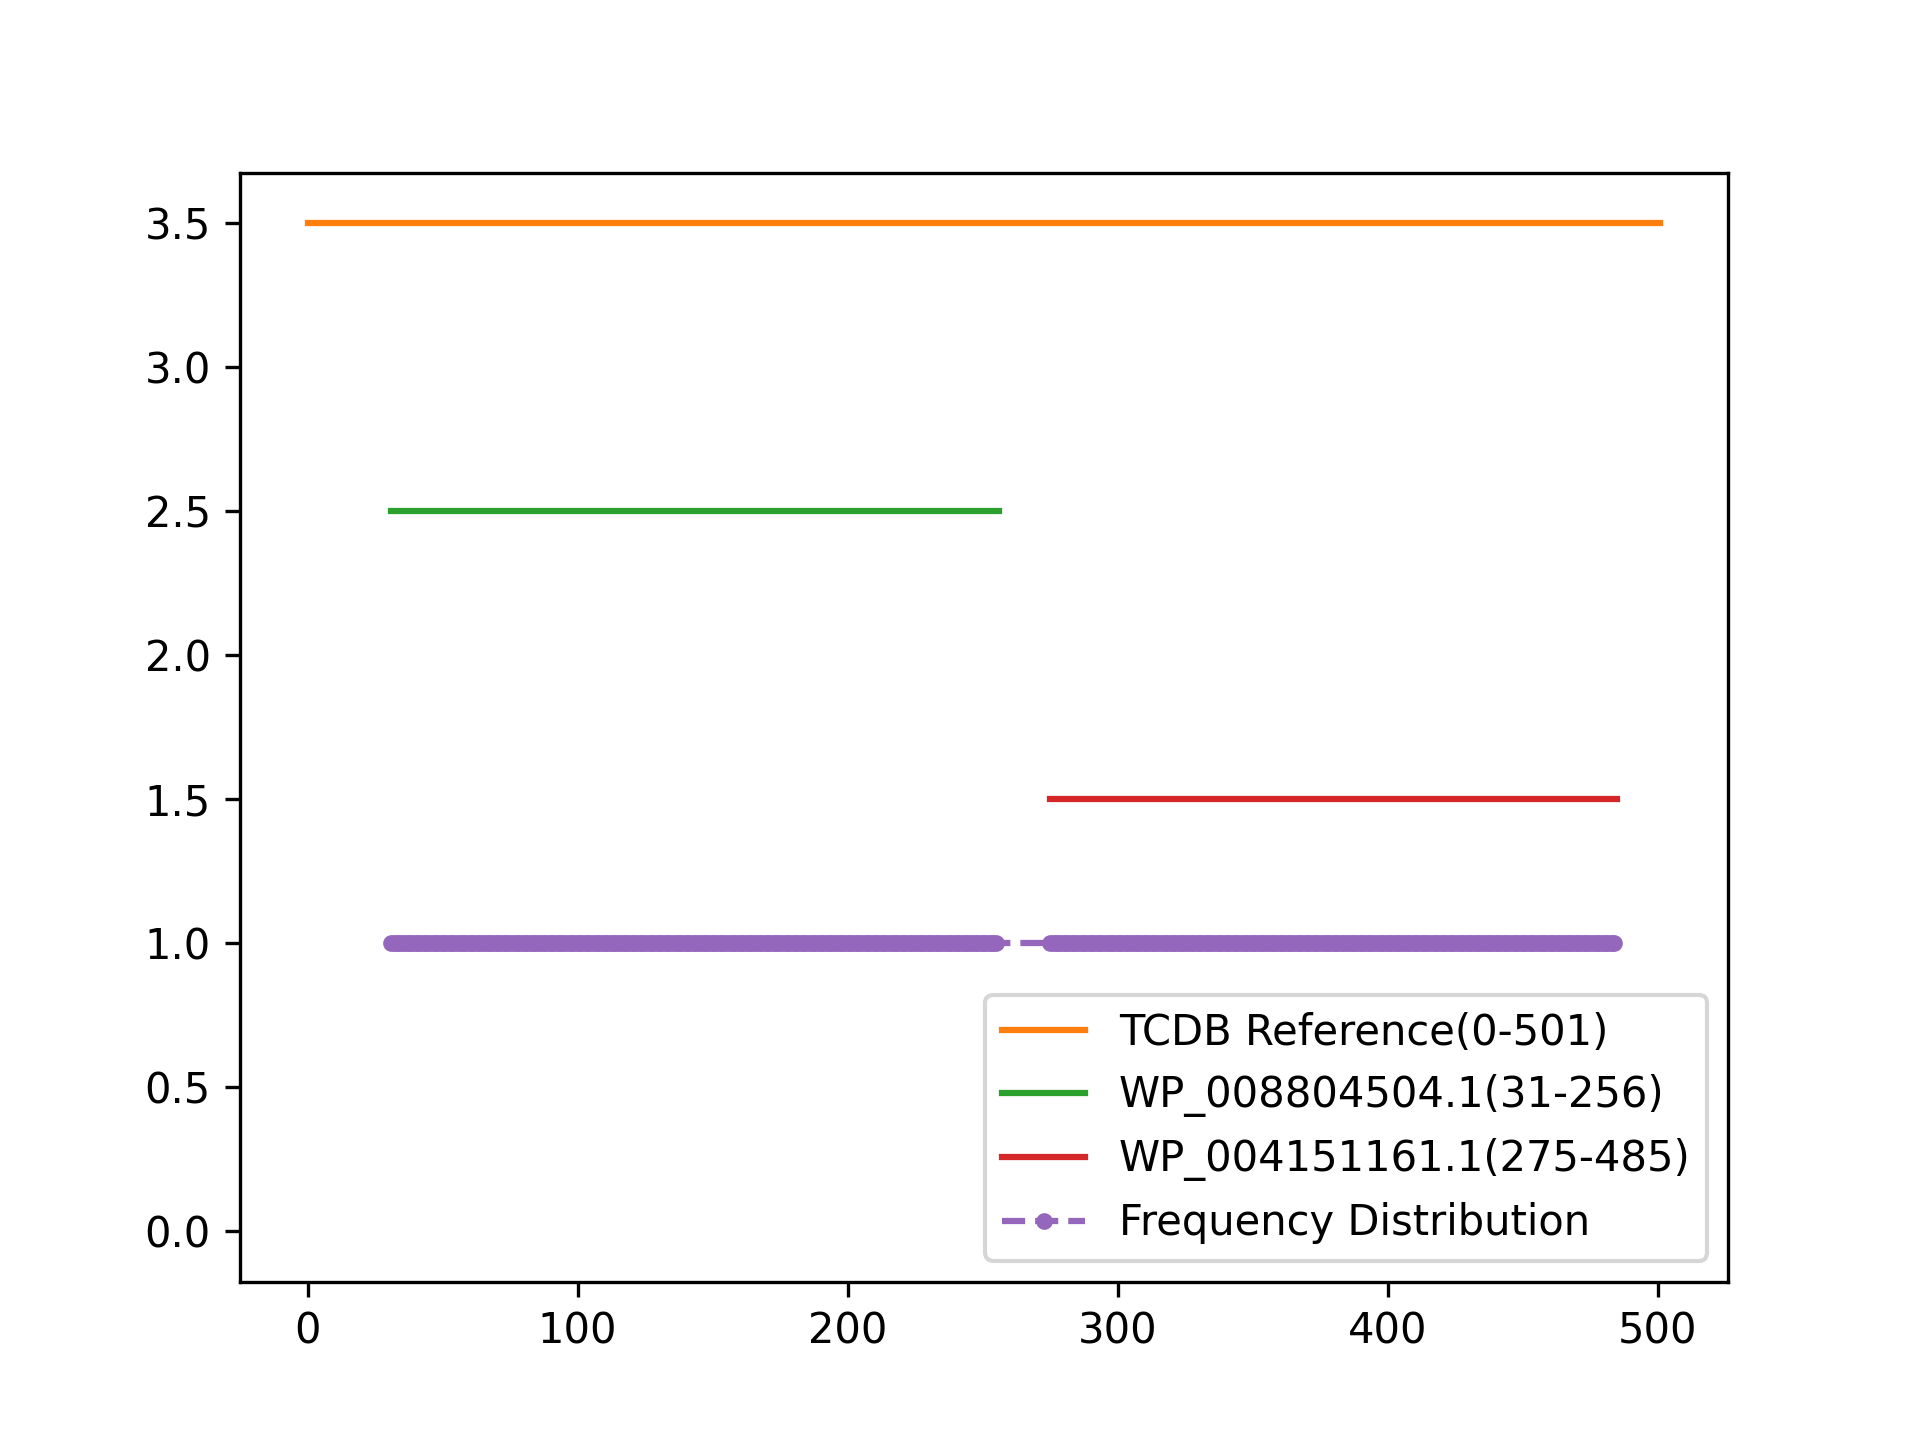 3.5
3.0
2.5
2.0
1.5
1.0
0.5
0.0
TCDB Reference(0-501)
WP_008804504.1(31-256)
WP_004151161.1(275-485)
Frequency Distribution
0 100 200 300 400 500